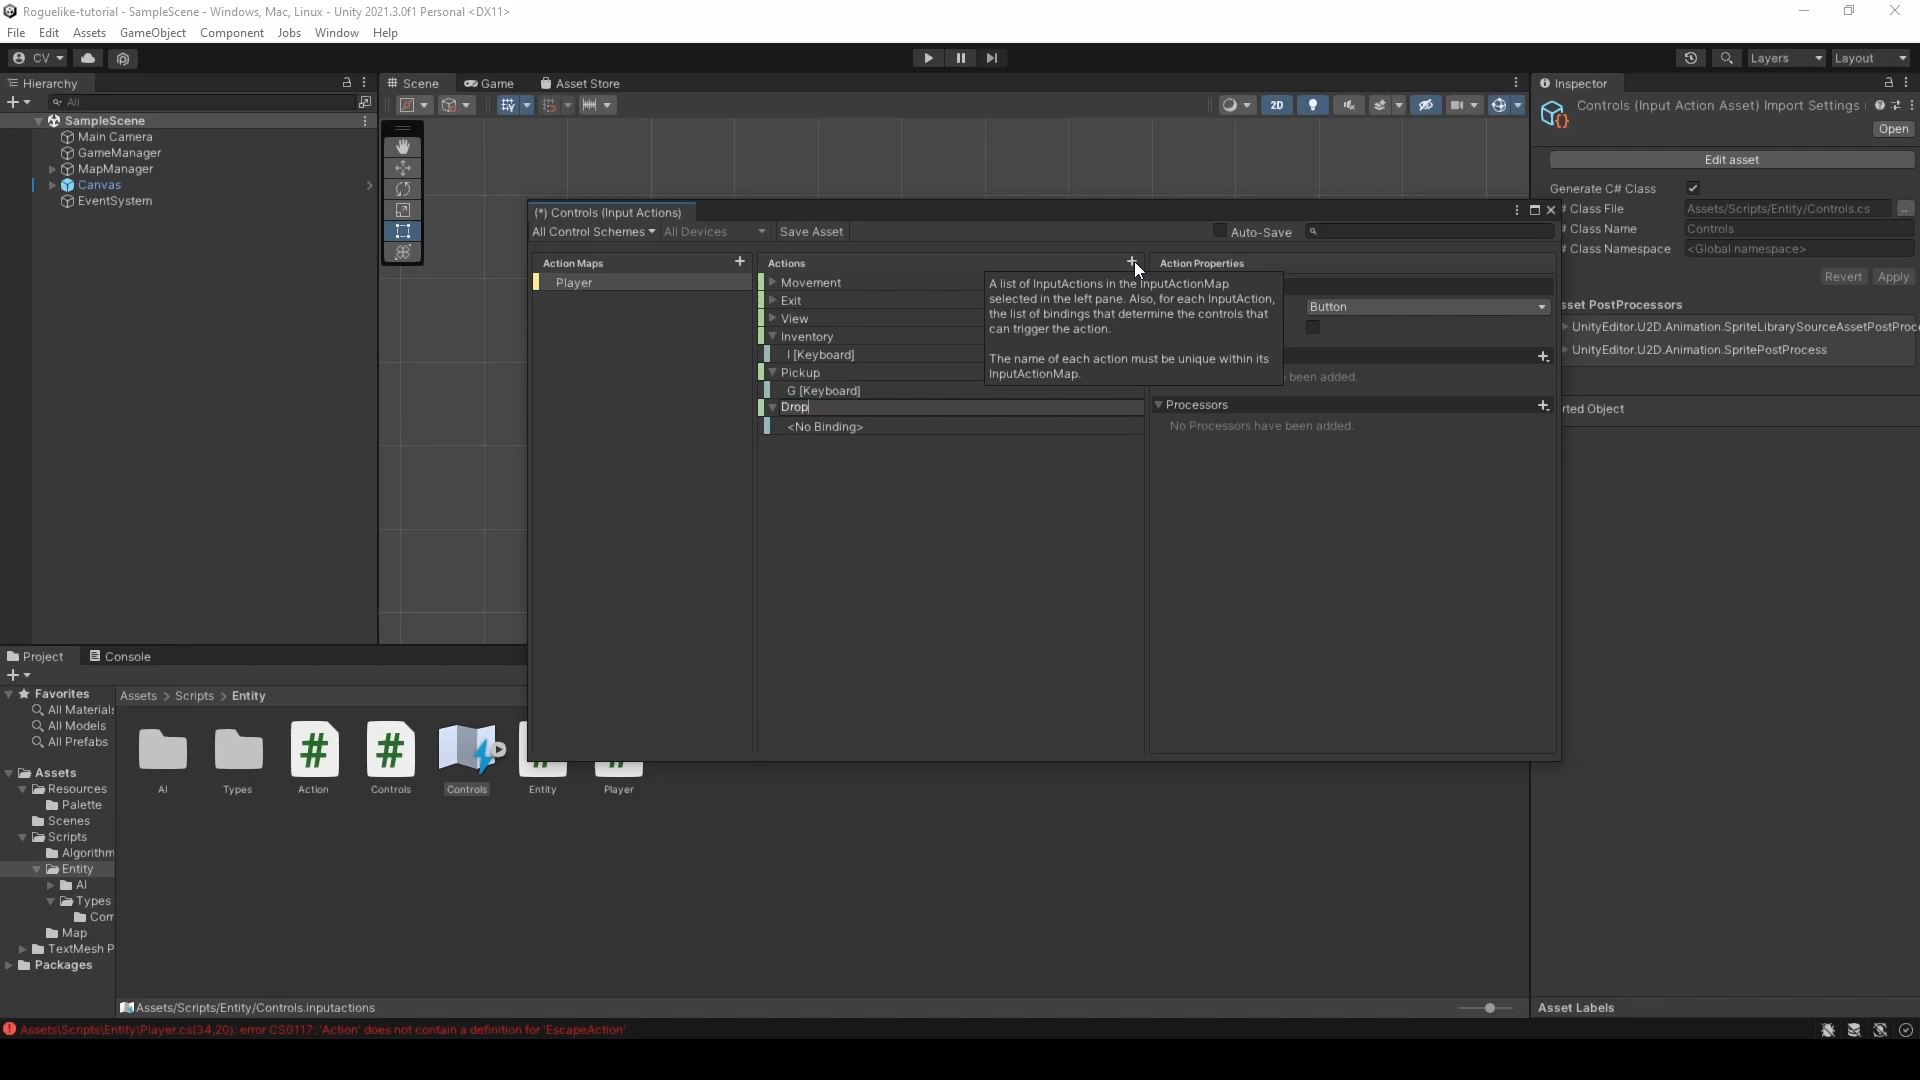 Roguelike-tutorial - SampleScene - Windows, Mac, Linux - Unity 2021.3.0f1 Personal <DX11>
File Edit Assets GameObject Component Jobs Window Help
CV Layers Layout
Hierarchy Scene Game Asset Store Inspector
All
2D
Controls (Input Action Asset) Import Settings
Open
SampleScene
Main Camera
GameManager
MapManager
Canvas
EventSystem
Edit asset
Generate C# Class
C# Class File Assets/Scripts/Entity/Controls.cs ..
C# Class Name Controls
C# Class Namespace <Global namespace>
Revert Apply
sset PostProcessors
UnityEditor.U2D.Animation.SpriteLibrarySourceAssetPostProce
UnityEditor.U2D.Animation.SpritePostProcess
rted Object
(*) Controls (Input Actions)
All Control Schemes All Devices Save Asset Auto-Save
Action Maps Actions Action Properties
Player
Movement
Exit
View
Inventory
I [Keyboard]
Pickup
G [Keyboard]
Drop
<No Binding>
A list of InputActions in the InputActionMap
selected in the left pane. Also, for each InputAction,
the list of bindings that determine the controls that
can trigger the action.
The name of each action must be unique within its
InputActionMap.
Button
been added.
Processors
No Processors have been added.
Project Console
Favorites
All Materials
All Models
All Prefabs
Assets
Resources
Palette
Scenes
Scripts
Algorithm
Entity
AI
Types
Com
Map
TextMesh P
Packages
Assets > Scripts > Entity
AI Types Action Controls Controls Entity Player
Assets/Scripts/Entity/Controls.inputactions
Asset Labels
Assets\Scripts\Entity\Player.cs(34,20): error CS0117: 'Action' does not contain a definition for 'EscapeAction'